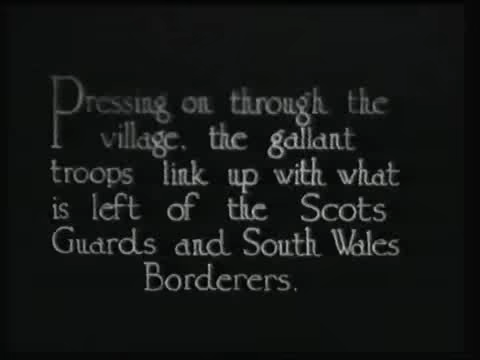 Pressing on through the
village, the gallant
troops link up with what
is left of the Scots
Guards and South Wales
Borderers.